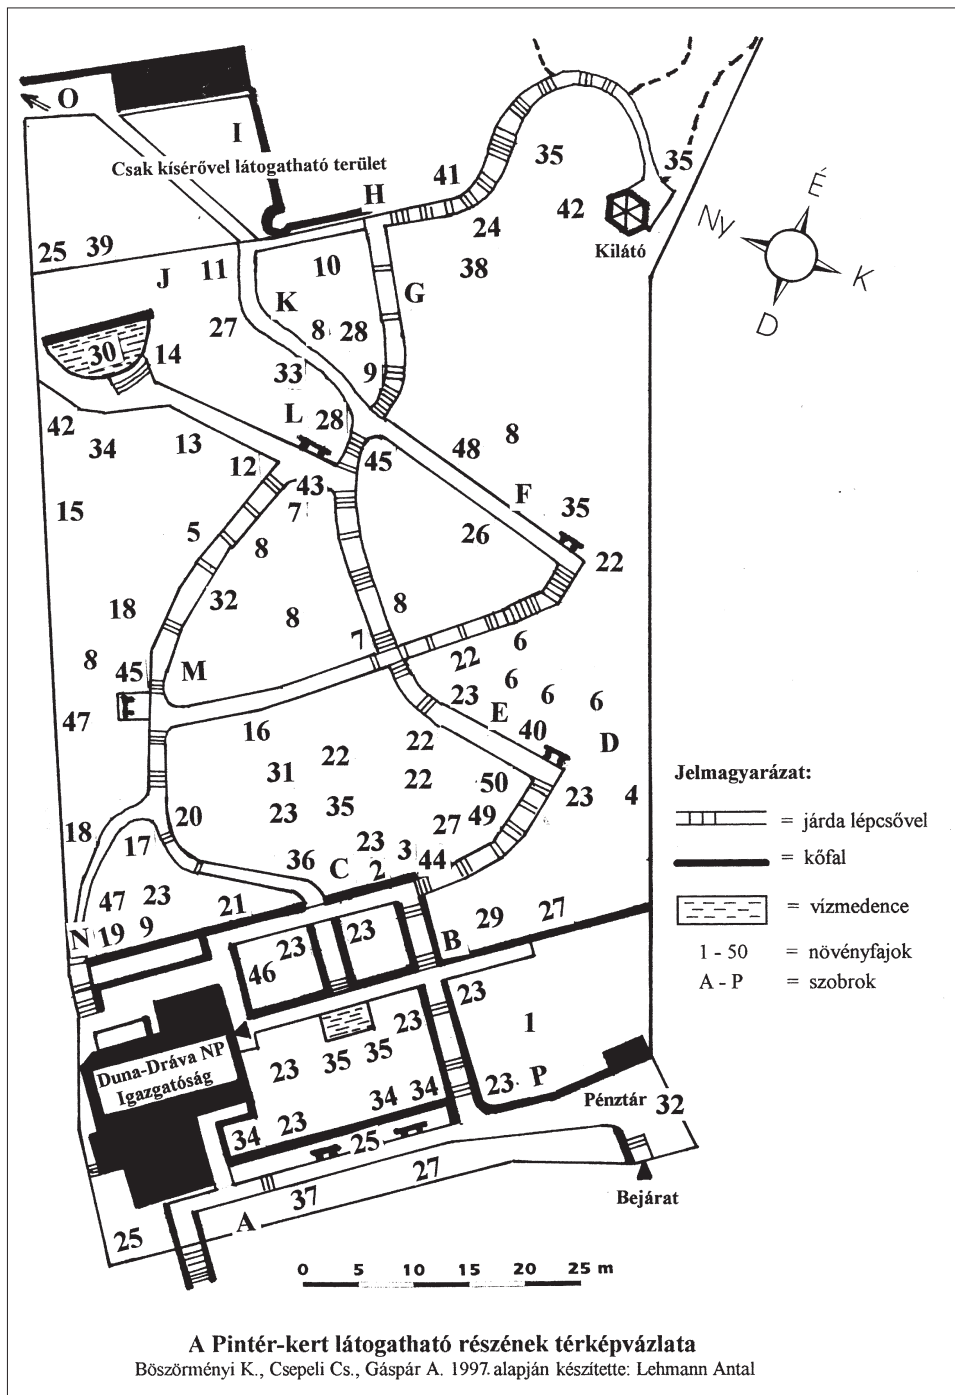 O
I
Csak kísérővel látogatható terület
35
35
41
H
42
24
Kilátó
É
Ny
K
D
25 39
J 11
10
38
K
G
27
8 28
30 14
33
9
L 28
42
34
13
12
45
48 8
43
7
F
35
15
5
8
26
22
18
32
8
8
7
6
8
45 M
22
6
23
6
6
47
E
40
D
16
22
22
31
22
50
23 4
23 35
49
27
18
20
17
23
3
36
C 2
44
47 23
21
29 27
N 19 9
23
23
B
46
23
23
1
Duna-Dráva NP
Igazgatóság
23 35 35
34 34
23 P
Pénztár 32
34 23
25
27
37
Bejárat
25
A
Jelmagyarázat:
= járda lépcsővel
= kőfal
= vízmedence
1 - 50 = növényfajok
A - P = szobrok
0 5 10 15 20 25 m
A Pintér-kert látogatható részének térképvázlata
Böszörményi K., Csepeli Cs., Gáspár A. 1997. alapján készítette: Lehmann Antal